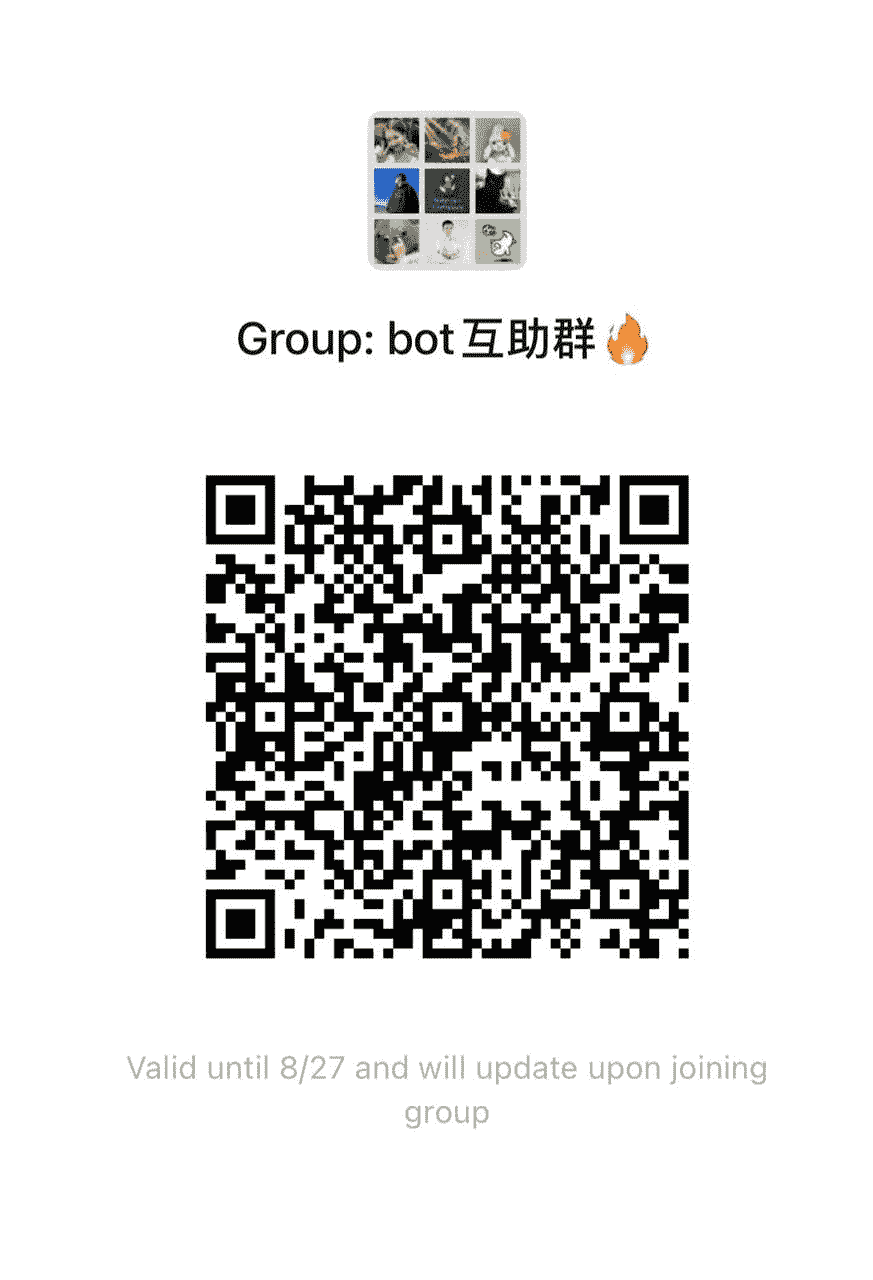 Group: bot互助群🔥
Valid until 8/27 and will update upon joining
group